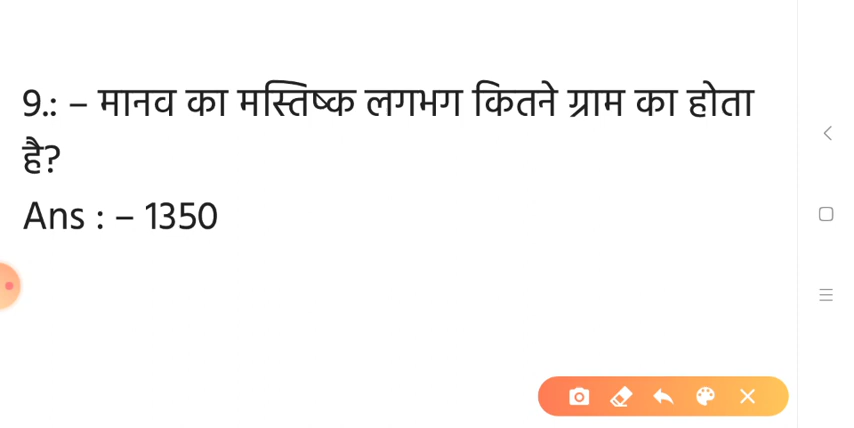 9.: – मानव का मस्तिष्क लगभग कितने ग्राम का होता
है?
Ans : – 1350